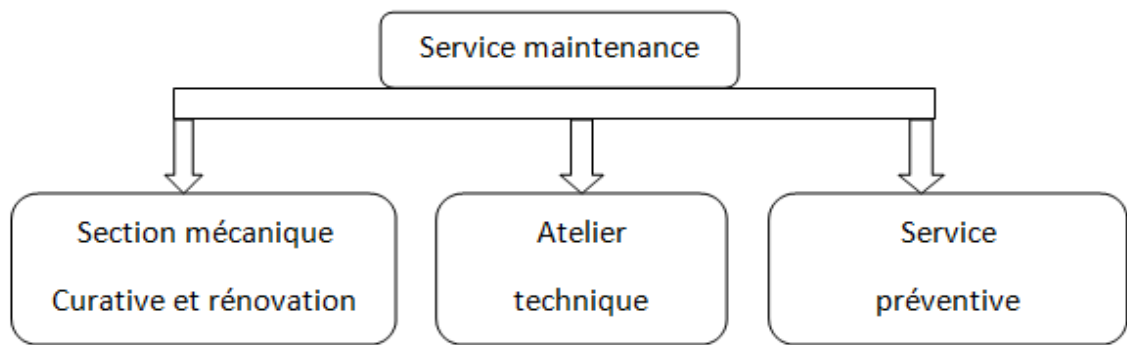 Service maintenance
Section mécanique
Curative et rénovation
Atelier
technique
Service
préventive